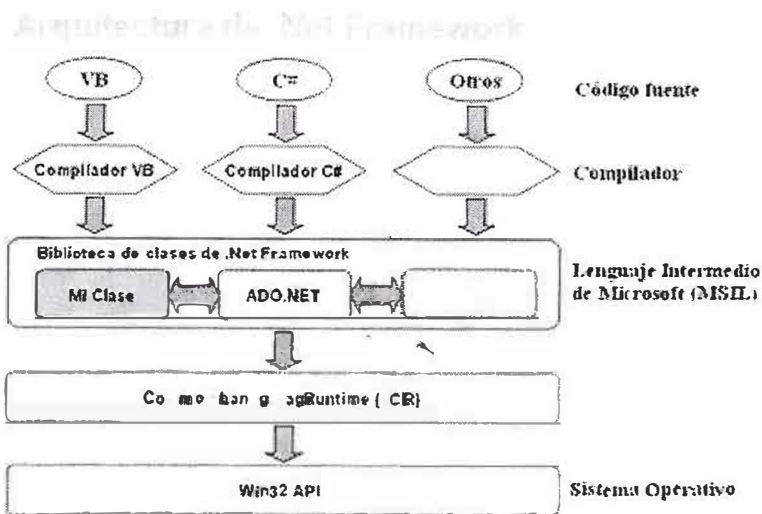 Arquitectura de .Net Framework
VB
C#
Otros
Código fuente
Compilador VB
Compilador C#
Compilador
Biblioteca de clases de .Net Framework
Mi Clase
ADO.NET
Lenguaje Intermedio
de Microsoft (MSIL)
Runtime (
Win32 API
Sistema Operativo